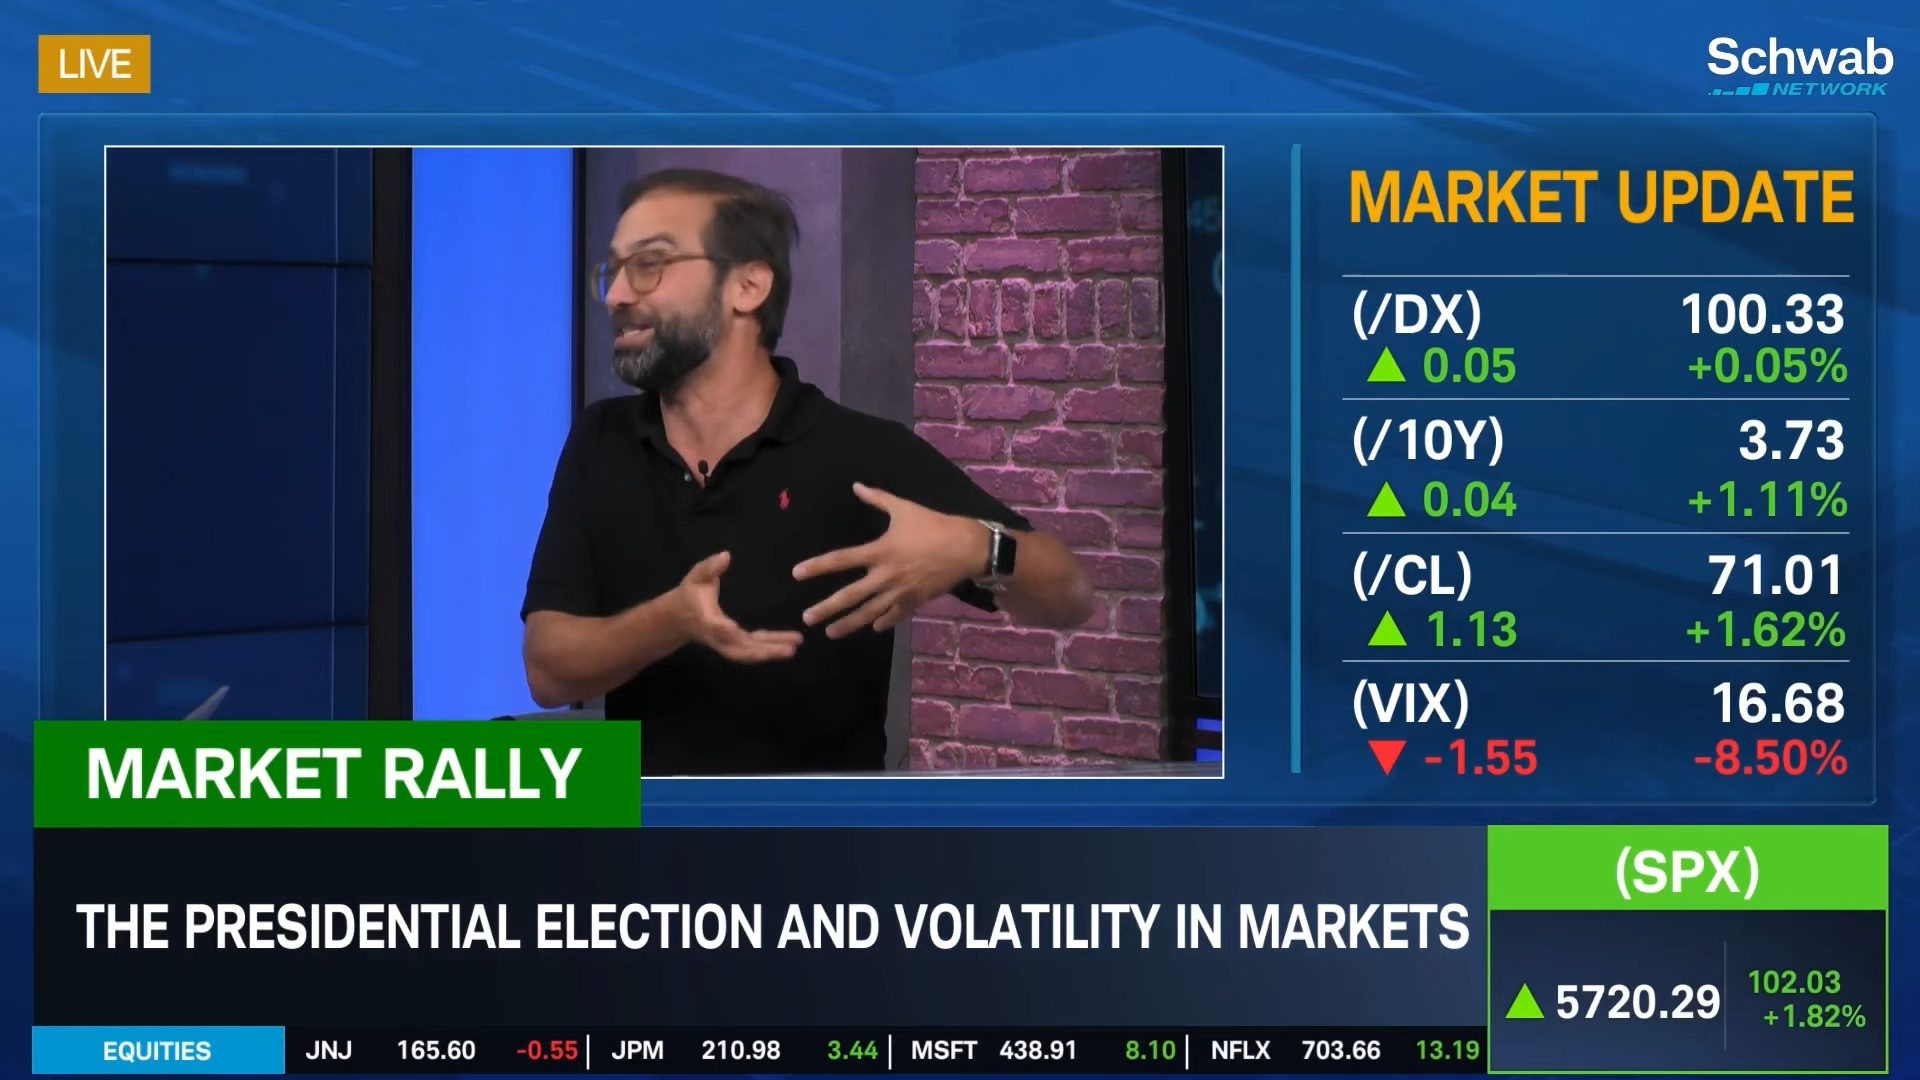 LIVE
Schwab
NETWORK
MARKET UPDATE
(/DX) 100.33
▲ 0.05 +0.05%
(/10Y) 3.73
▲ 0.04 +1.11%
(/CL) 71.01
▲ 1.13 +1.62%
(VIX) 16.68
▼ -1.55 -8.50%
MARKET RALLY
THE PRESIDENTIAL ELECTION AND VOLATILITY IN MARKETS
(SPX)
▲ 5720.29 102.03
+1.82%
EQUITIES JNJ 165.60 -0.55 JPM 210.98 3.44 MSFT 438.91 8.10 NFLX 703.66 13.19